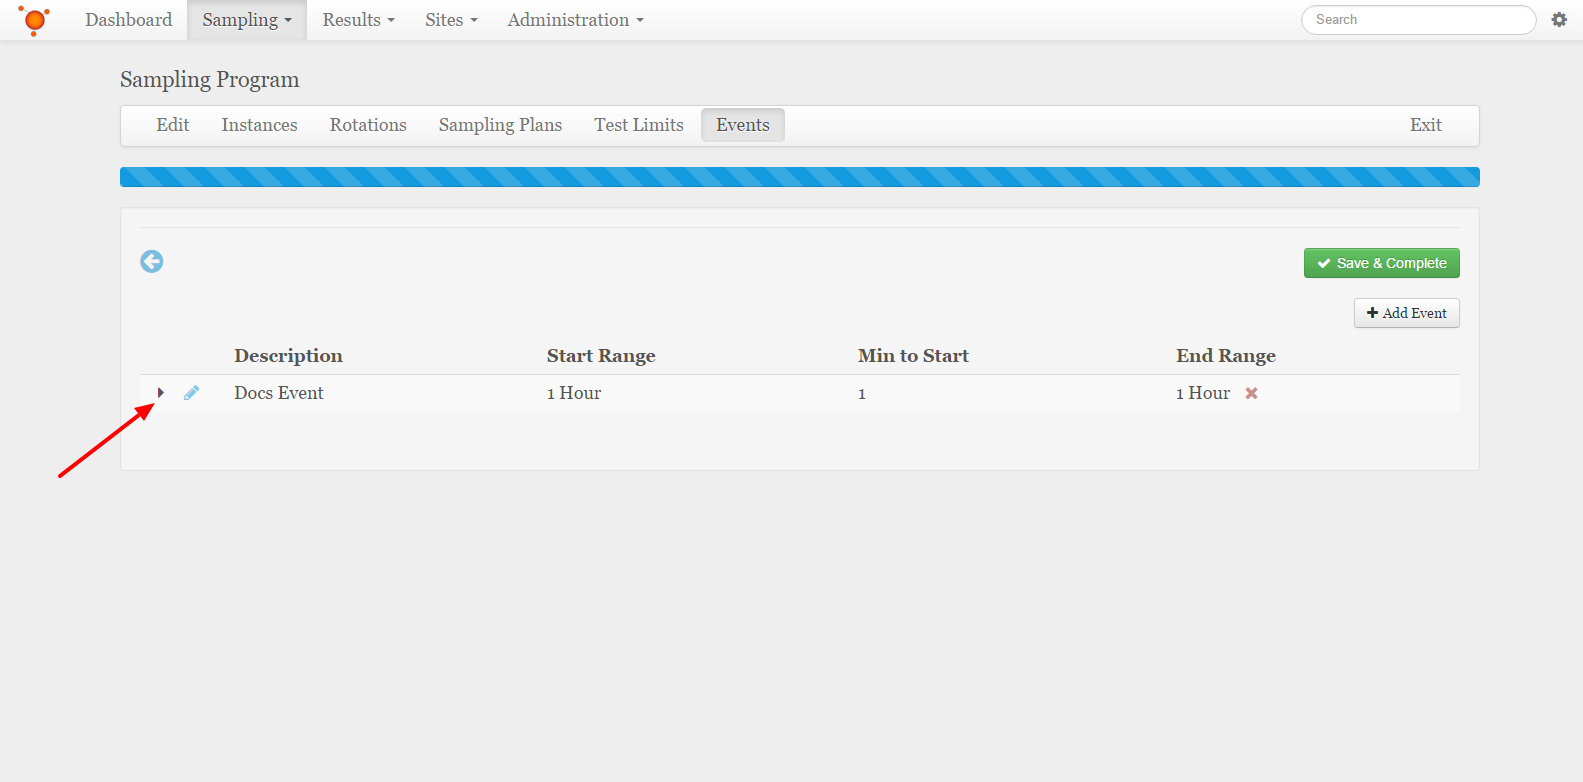 Dashboard Sampling Results Sites Administration Search
Sampling Program
Edit Instances Rotations Sampling Plans Test Limits Events Exit
Save & Complete
Add Event
Description Start Range Min to Start End Range
Docs Event 1 Hour 1 1 Hour